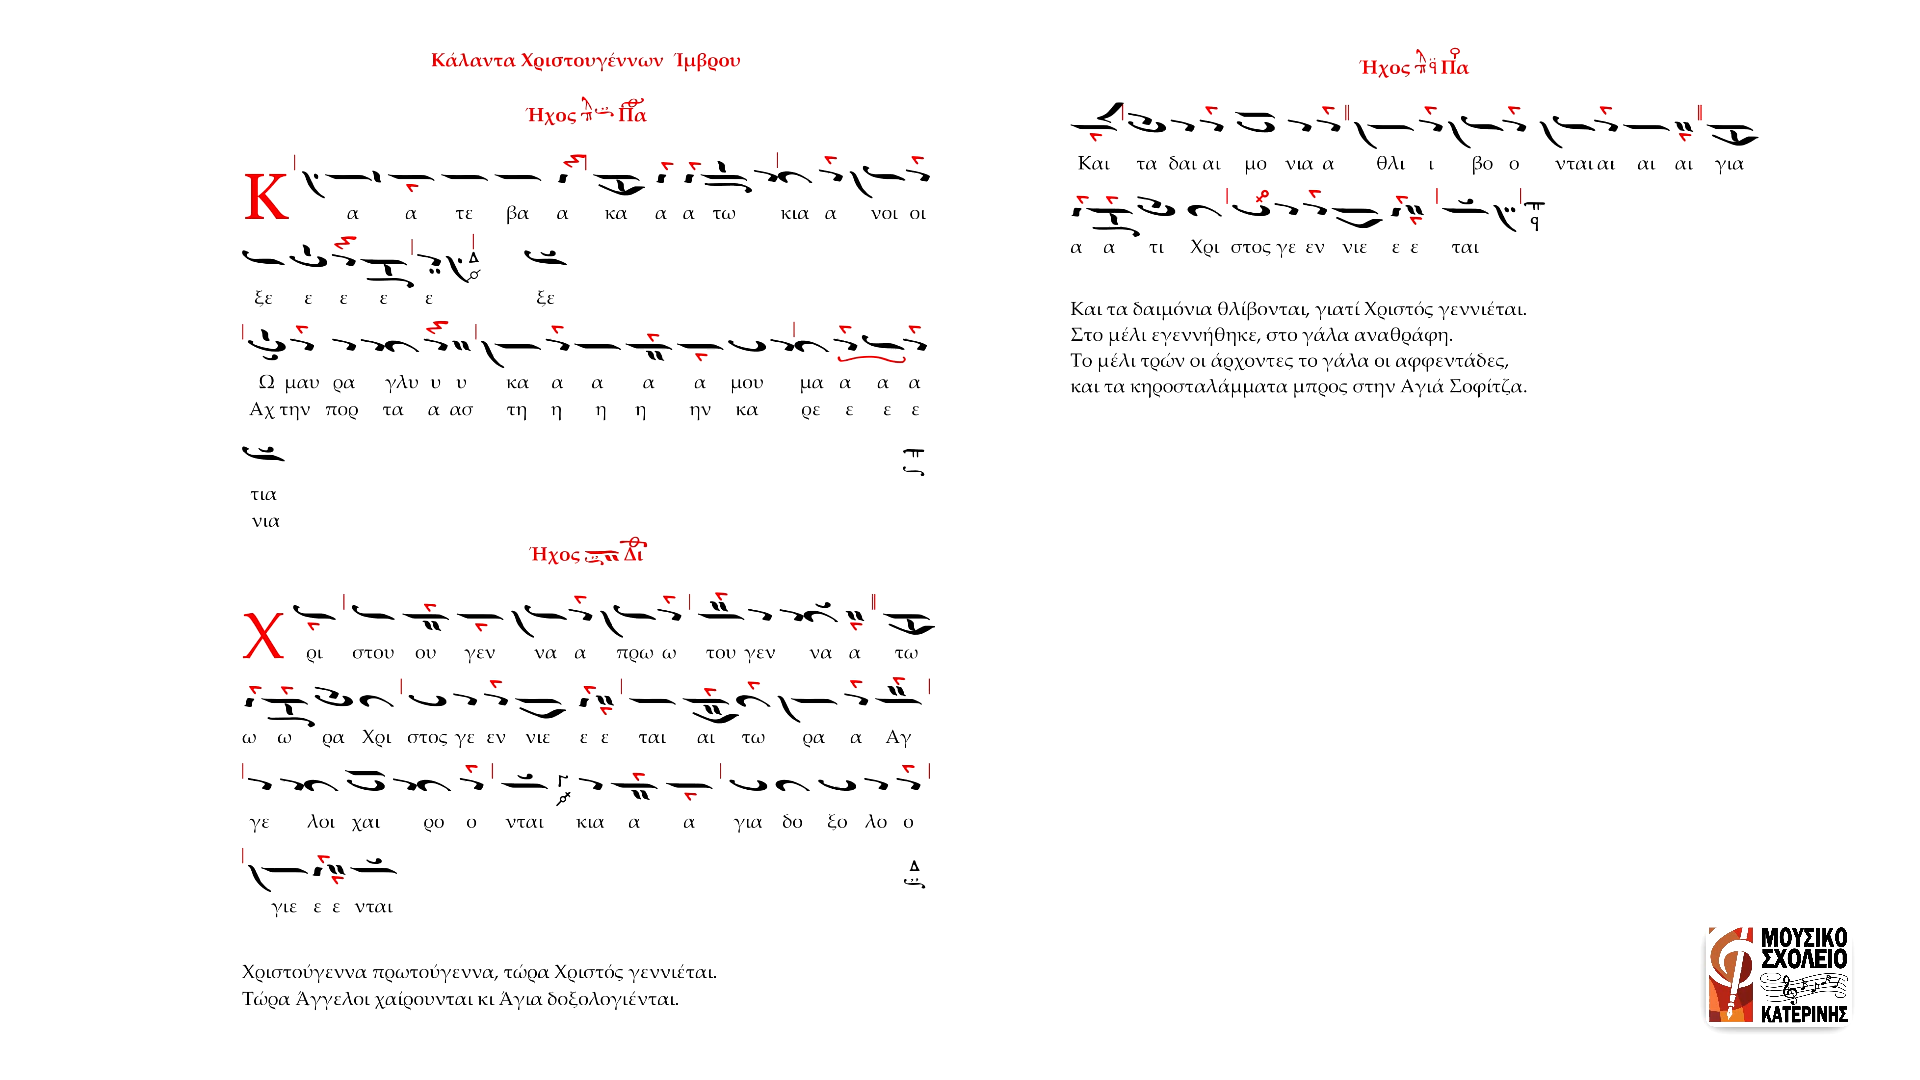 Κάλαντα Χριστουγέννων Ίμβρου
Ήχος Πα
Κ α α τε βα α κα α α τω κια α νοι οι
ξε ε ε ε ε ξε
Ω μαυ ρα γλυ υ υ κα α α α α μου μα α α α
Αχ την πορ τα α ασ τη η η η ην κα ρε ε ε ε
τια
νια
Ήχος Δι
Χ ρι στου ου γεν να α πρω ω του γεν να α τω
ω ω ρα Χρι στος γε εν νιε ε ε ται αι τω ρα α Αγ
γε λοι χαι ρο ο νται κια α α για δο ξο λο ο
γιε ε ε νται
Χριστούγεννα πρωτούγεννα, τώρα Χριστός γεννιέται.
Τώρα Άγγελοι χαίρουνται κι Άγια δοξολογιένται.
Ήχος Πα
Και τα δαι αι μο νια α θλι ι βο ο νται αι αι αι για
α α τι Χρι στος γε εν νιε ε ε ται
Και τα δαιμόνια θλίβονται, γιατί Χριστός γεννιέται.
Στο μέλι εγεννήθηκε, στο γάλα αναθράφη.
Το μέλι τρών οι άρχοντες το γάλα οι αφφεντάδες,
και τα κηροσταλάμματα μπρος στην Αγιά Σοφίτζα.
ΜΟΥΣΙΚΟ
ΣΧΟΛΕΙΟ
ΚΑΤΕΡΙΝΗΣ